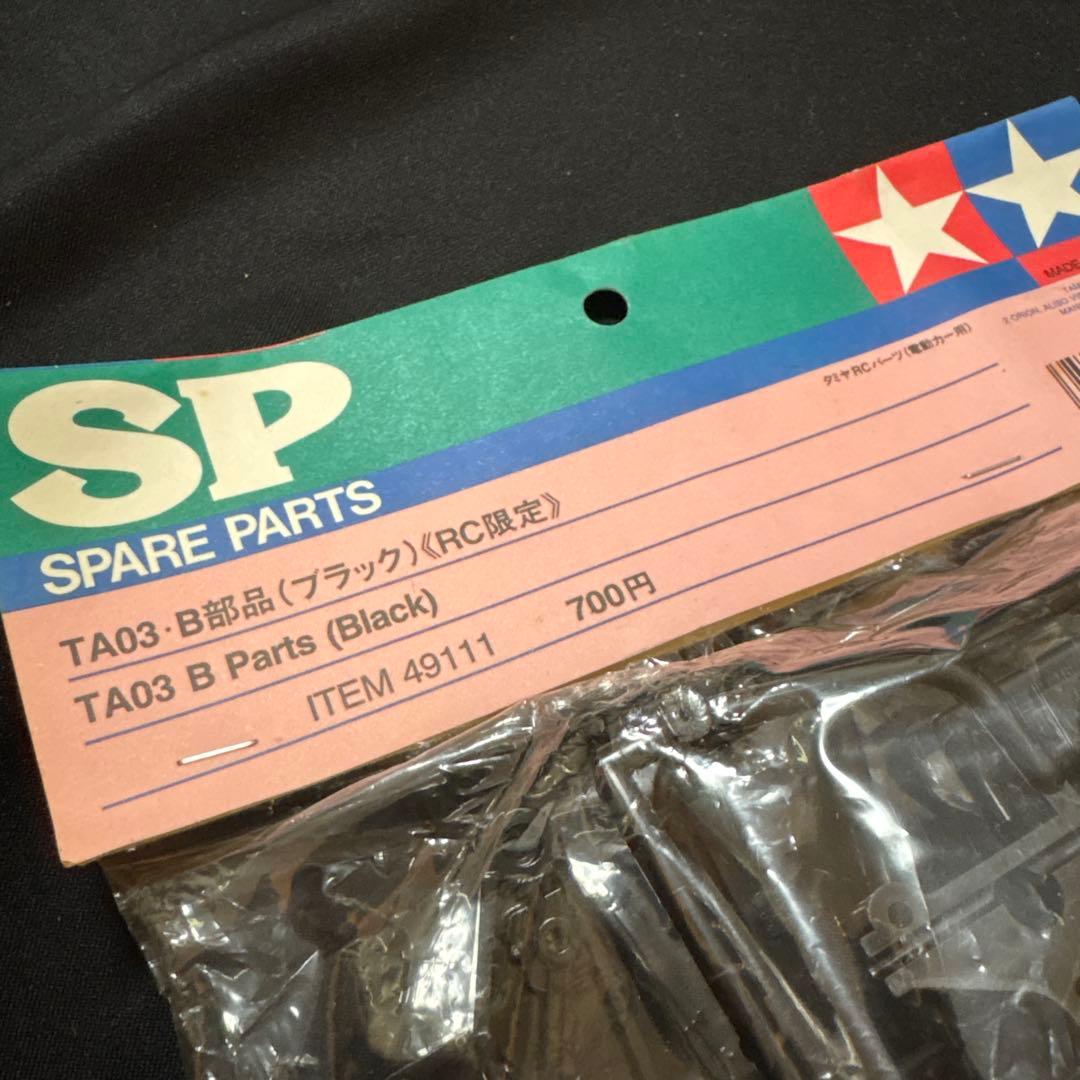 SP
SPARE PARTS
MADE
タミヤRCパーツ(電動カー用)
TA03・B部品(ブラック)《RC限定》
TA03 B Parts (Black)
ITEM 49111 700円